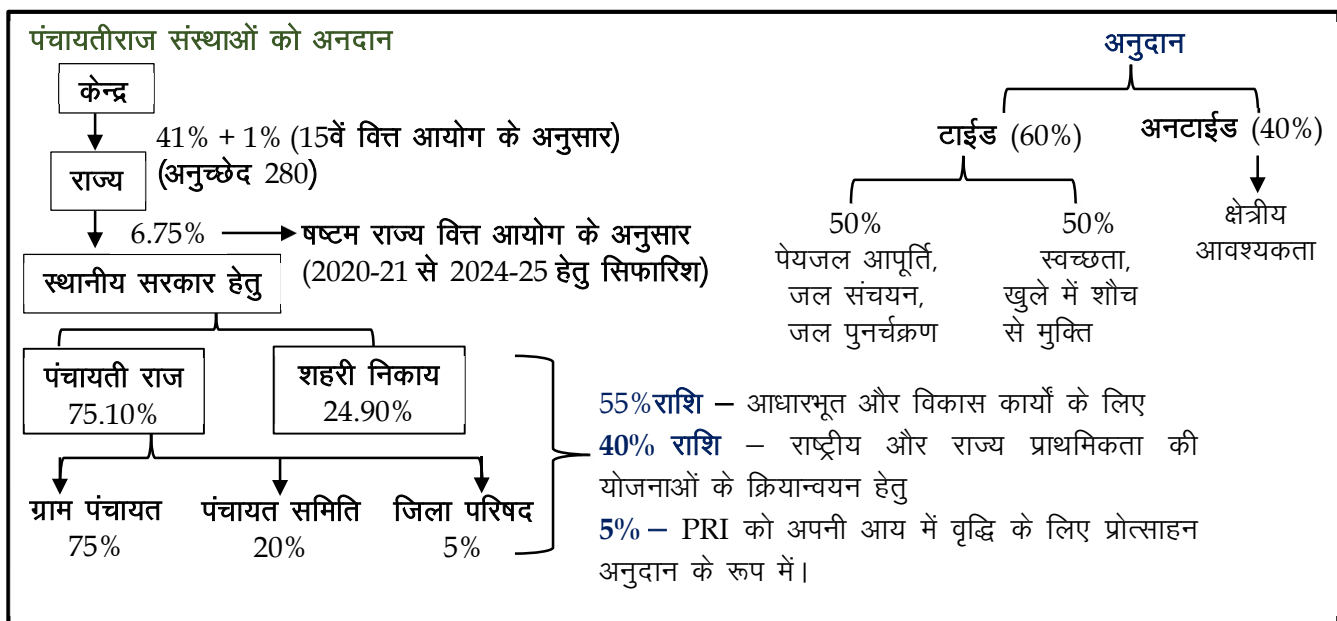 पंचायतीराज संस्थाओं को अनदान
केन्द्र
41% + 1% (15वें वित्त आयोग के अनुसार)
(अनुच्छेद 280)
राज्य
6.75%
षष्टम राज्य वित्त आयोग के अनुसार
(2020-21 से 2024-25 हेतु सिफारिश)
स्थानीय सरकार हेतु
पंचायती राज
75.10%
शहरी निकाय
24.90%
ग्राम पंचायत
75%
पंचायत समिति
20%
जिला परिषद
5%
अनुदान
टाईड (60%)
अनटाईड (40%)
50%
पेयजल आपूर्ति,
जल संचयन,
जल पुनर्चक्रण
50%
स्वच्छता,
खुले में शौच
से मुक्ति
क्षेत्रीय
आवश्यकता
55%राशि – आधारभूत और विकास कार्यों के लिए
40% राशि – राष्ट्रीय और राज्य प्राथमिकता की
योजनाओं के क्रियान्वयन हेतु
5% – PRI को अपनी आय में वृद्धि के लिए प्रोत्साहन
अनुदान के रूप में।